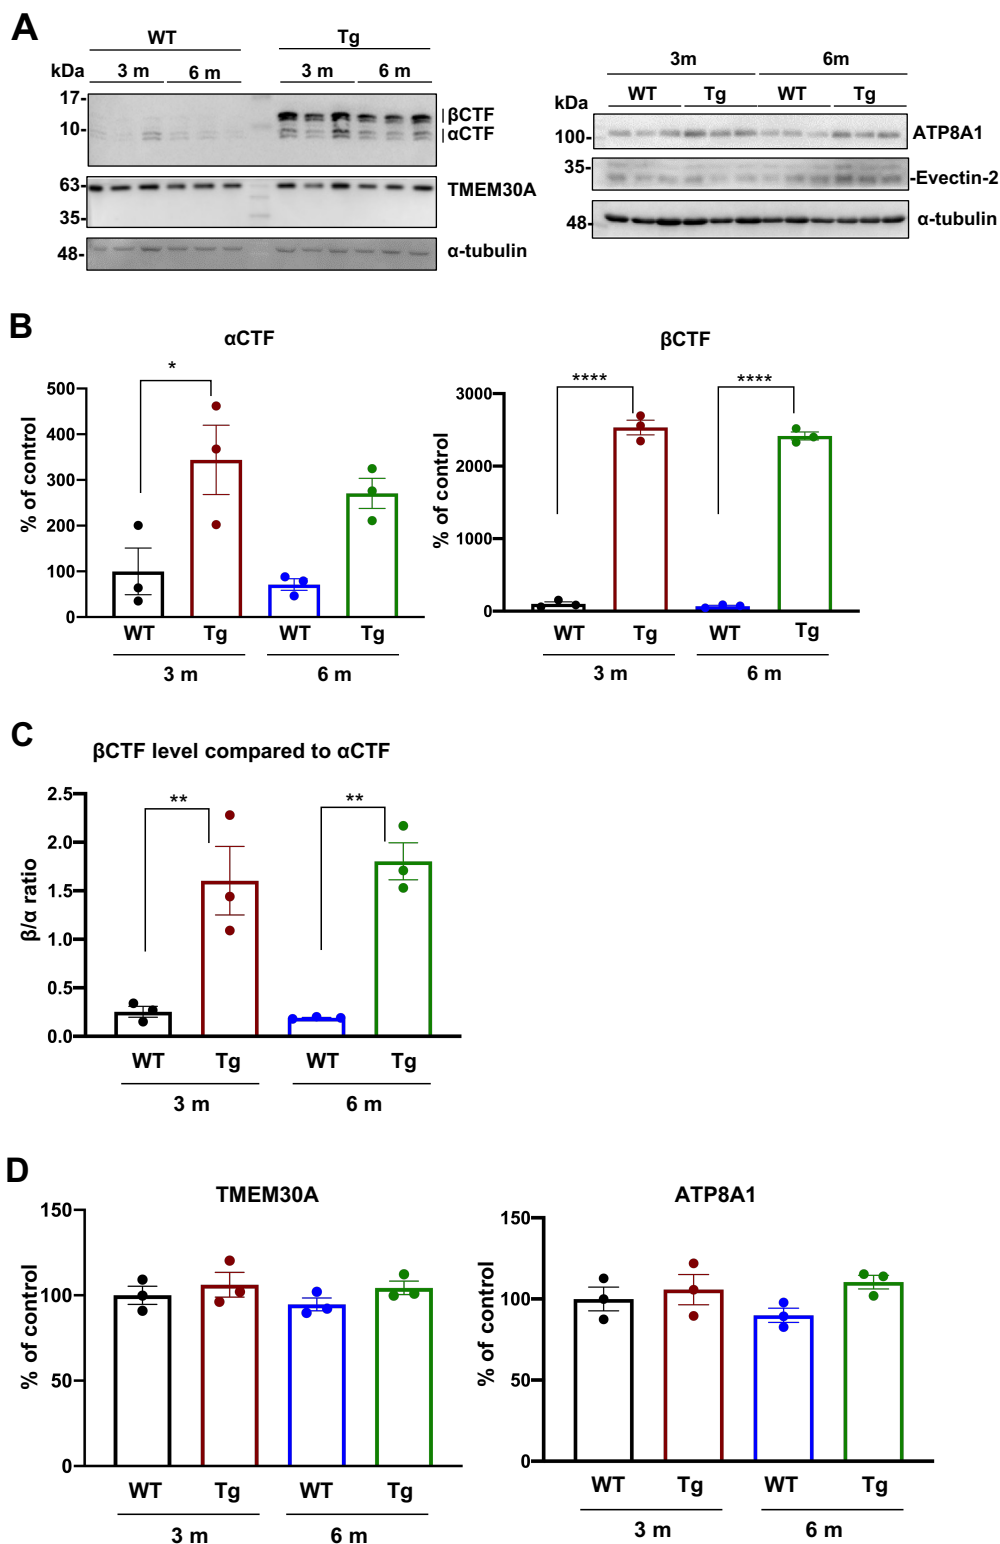 A
WT Tg
kDa 3 m 6 m 3 m 6 m
17-
10-
βCTF
αCTF
63-
35-
TMEM30A
48-
α-tubulin
3m 6m
kDa WT Tg WT Tg
100-
ATP8A1
35-
-Evectin-2
48-
α-tubulin
B
αCTF
% of control
500
400
300
200
100
0
*
WT Tg WT Tg
3 m 6 m
βCTF
% of control
3000
2000
1000
0
**** ****
WT Tg WT Tg
3 m 6 m
C
βCTF level compared to αCTF
β/α ratio
2.5
2.0
1.5
1.0
0.5
0.0
** **
WT Tg WT Tg
3 m 6 m
D
TMEM30A
% of control
150
100
50
0
WT Tg WT Tg
3 m 6 m
ATP8A1
% of control
150
100
50
0
WT Tg WT Tg
3 m 6 m